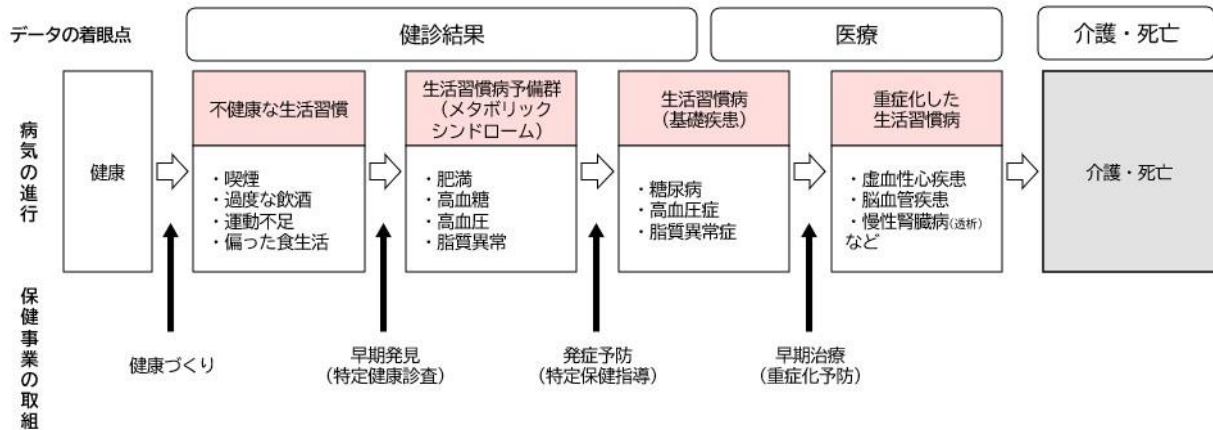 データの着眼点
健診結果
医療
介護・死亡
病気の進行
健康
不健康な生活習慣
・喫煙
・過度な飲酒
・運動不足
・偏った食生活
生活習慣病予備群
（メタボリック
シンドローム）
・肥満
・高血糖
・高血圧
・脂質異常
生活習慣病
（基礎疾患）
・糖尿病
・高血圧症
・脂質異常症
重症化した
生活習慣病
・虚血性心疾患
・脳血管疾患
・慢性腎臓病(透析)
など
介護・死亡
保健事業の取組
健康づくり
早期発見
（特定健康診査）
発症予防
（特定保健指導）
早期治療
（重症化予防）